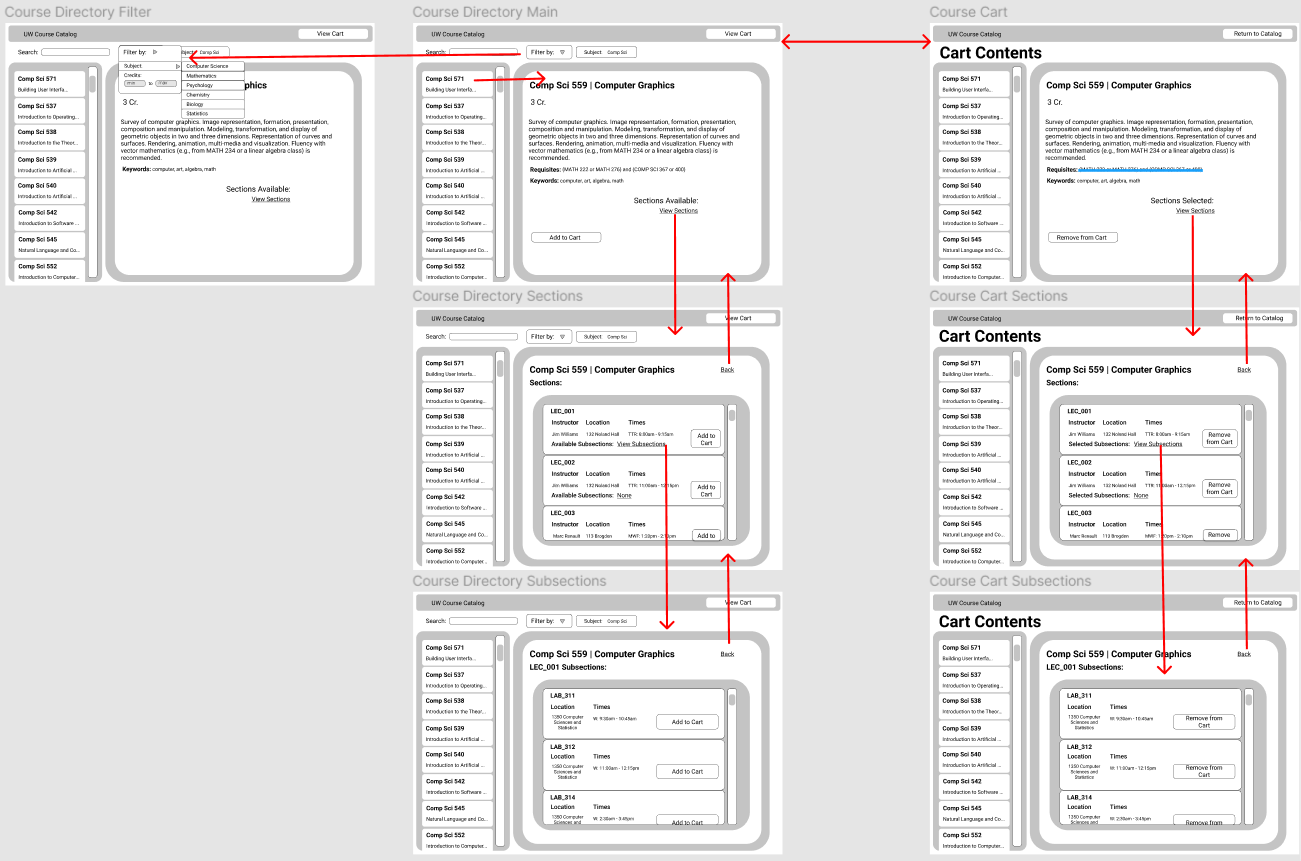 Course Directory Filter
UW Course Catalog
View Cart
Search:
Filter by:
Subject: Comp Sci
Subject
Credits:
to
Computer Science
Mathematics
Psychology
Chemistry
Biology
Statistics
Comp Sci 571
Building User Interfa...
Comp Sci 537
Introduction to Operating...
Comp Sci 538
Introduction to the Theor...
Comp Sci 539
Introduction to Artificial ...
Comp Sci 540
Introduction to Artificial ...
Comp Sci 542
Introduction to Software ...
Comp Sci 545
Natural Language and Co...
Comp Sci 552
Introduction to Computer...
phics
3 Cr.
Survey of computer graphics. Image representation, formation, presentation,
composition and manipulation. Modeling, transformation, and display of
geometric objects in two and three dimensions. Representation of curves and
surfaces. Rendering, animation, multi-media and visualization. Fluency with
vector mathematics (e.g., from MATH 234 or a linear algebra class) is
recommended.
Keywords: computer, art, algebra, math
Sections Available:
View Sections
Course Directory Main
UW Course Catalog
View Cart
Search:
Filter by:
Subject: Comp Sci
Comp Sci 571
Building User Interfa...
Comp Sci 537
Introduction to Operating...
Comp Sci 538
Introduction to the Theor...
Comp Sci 539
Introduction to Artificial ...
Comp Sci 540
Introduction to Artificial ...
Comp Sci 542
Introduction to Software ...
Comp Sci 545
Natural Language and Co...
Comp Sci 552
Introduction to Computer...
Comp Sci 559 | Computer Graphics
3 Cr.
Survey of computer graphics. Image representation, formation, presentation,
composition and manipulation. Modeling, transformation, and display of
geometric objects in two and three dimensions. Representation of curves and
surfaces. Rendering, animation, multi-media and visualization. Fluency with
vector mathematics (e.g., from MATH 234 or a linear algebra class) is
recommended.
Requisites: (MATH 222 or MATH 276) and (COMP SCI 367 or 400)
Keywords: computer, art, algebra, math
Sections Available:
View Sections
Add to Cart
Course Cart
UW Course Catalog
Return to Catalog
Cart Contents
Comp Sci 571
Building User Interfa...
Comp Sci 537
Introduction to Operating...
Comp Sci 538
Introduction to the Theor...
Comp Sci 539
Introduction to Artificial ...
Comp Sci 540
Introduction to Artificial ...
Comp Sci 542
Introduction to Software ...
Comp Sci 545
Natural Language and Co...
Comp Sci 552
Introduction to Computer...
Comp Sci 559 | Computer Graphics
3 Cr.
Survey of computer graphics. Image representation, formation, presentation,
composition and manipulation. Modeling, transformation, and display of
geometric objects in two and three dimensions. Representation of curves and
surfaces. Rendering, animation, multi-media and visualization. Fluency with
vector mathematics (e.g., from MATH 234 or a linear algebra class) is
recommended.
Requisites: (MATH 222 or MATH 276) and (COMP SCI 367 or 400)
Keywords: computer, art, algebra, math
Sections Selected:
View Sections
Remove from Cart
Course Directory Sections
UW Course Catalog
View Cart
Search:
Filter by:
Subject: Comp Sci
Comp Sci 571
Building User Interfa...
Comp Sci 537
Introduction to Operating...
Comp Sci 538
Introduction to the Theor...
Comp Sci 539
Introduction to Artificial ...
Comp Sci 540
Introduction to Artificial ...
Comp Sci 542
Introduction to Software ...
Comp Sci 545
Natural Language and Co...
Comp Sci 552
Introduction to Computer...
Comp Sci 559 | Computer Graphics
Back
Sections:
LEC_001
Instructor Location Times
Jim Williams 132 Noland Hall TTR: 8:00am - 9:15am
Available Subsections: View Subsections
Add to
Cart
LEC_002
Instructor Location Times
Jim Williams 132 Noland Hall TTR: 11:00am - 12:15pm
Available Subsections: None
Add to
Cart
LEC_003
Instructor Location Times
Marc Renault 113 Brogden MWF: 1:20pm - 2:10pm
Add to
Course Cart Sections
UW Course Catalog
Return to Catalog
Cart Contents
Comp Sci 571
Building User Interfa...
Comp Sci 537
Introduction to Operating...
Comp Sci 538
Introduction to the Theor...
Comp Sci 539
Introduction to Artificial ...
Comp Sci 540
Introduction to Artificial ...
Comp Sci 542
Introduction to Software ...
Comp Sci 545
Natural Language and Co...
Comp Sci 552
Introduction to Computer...
Comp Sci 559 | Computer Graphics
Back
Sections:
LEC_001
Instructor Location Times
Jim Williams 132 Noland Hall TTR: 8:00am - 9:15am
Selected Subsections: View Subsections
Remove
from Cart
LEC_002
Instructor Location Times
Jim Williams 132 Noland Hall TTR: 11:00am - 12:15pm
Selected Subsections: None
Remove
from Cart
LEC_003
Instructor Location Times
Marc Renault 113 Brogden MWF: 1:20pm - 2:10pm
Remove
Course Directory Subsections
UW Course Catalog
View Cart
Search:
Filter by:
Subject: Comp Sci
Comp Sci 571
Building User Interfa...
Comp Sci 537
Introduction to Operating...
Comp Sci 538
Introduction to the Theor...
Comp Sci 539
Introduction to Artificial ...
Comp Sci 540
Introduction to Artificial ...
Comp Sci 542
Introduction to Software ...
Comp Sci 545
Natural Language and Co...
Comp Sci 552
Introduction to Computer...
Comp Sci 559 | Computer Graphics
Back
LEC_001 Subsections:
LAB_311
Location Times
1350 Computer
Sciences and
Statistics
W: 9:30am - 10:45am
Add to Cart
LAB_312
Location Times
1350 Computer
Sciences and
Statistics
W: 11:00am - 12:15pm
Add to Cart
LAB_314
Location Times
1350 Computer
Sciences and
W: 2:30am - 3:45pm
Add to Cart
Course Cart Subsections
UW Course Catalog
Return to Catalog
Cart Contents
Comp Sci 571
Building User Interfa...
Comp Sci 537
Introduction to Operating...
Comp Sci 538
Introduction to the Theor...
Comp Sci 539
Introduction to Artificial ...
Comp Sci 540
Introduction to Artificial ...
Comp Sci 542
Introduction to Software ...
Comp Sci 545
Natural Language and Co...
Comp Sci 552
Introduction to Computer...
Comp Sci 559 | Computer Graphics
Back
LEC_001 Subsections:
LAB_311
Location Times
1350 Computer
Sciences and
Statistics
W: 9:30am - 10:45am
Remove from
Cart
LAB_312
Location Times
1350 Computer
Sciences and
Statistics
W: 11:00am - 12:15pm
Remove from
Cart
LAB_314
Location Times
1350 Computer
Sciences and
W: 2:30am - 3:45pm
Remove from